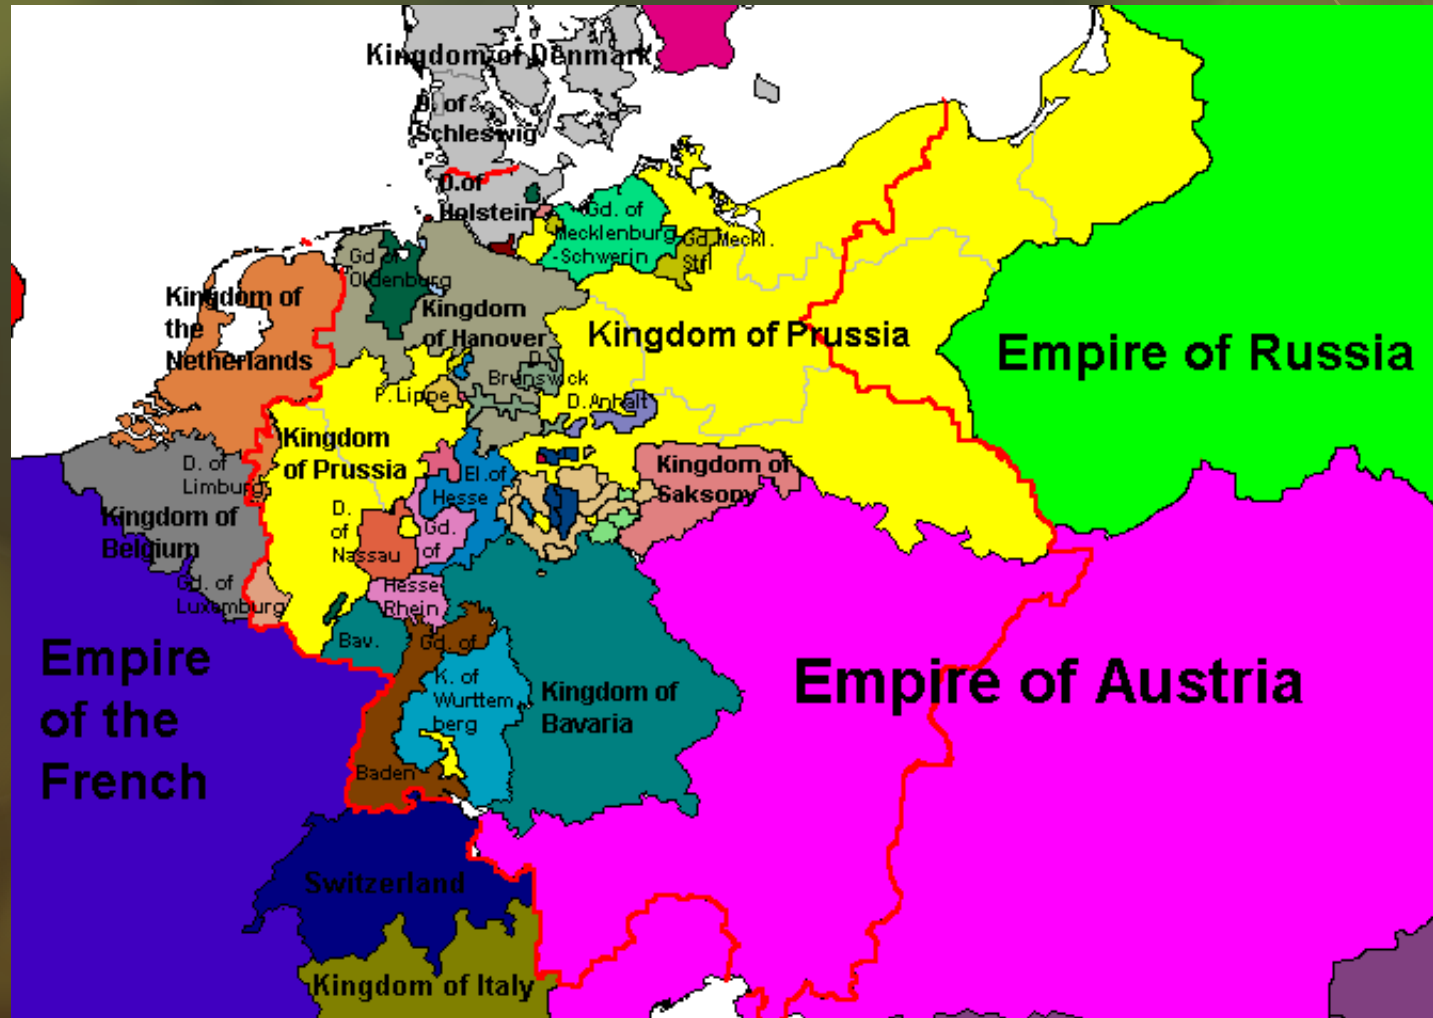 Kingdom of Denmark
D. of
Schleswig
D.of
Holstein
Gd. of
Mecklenburg
-Schwerin
Gd.Meckl.
Stfl
Gd of
Oldenburg
Kingdom of
the
Netherlands
Kingdom
of Hanover
Kingdom of Prussia
Empire of Russia
D.
Brunswick
P.Lippe
D.Anhalt
Kingdom
of Prussia
D. of
Limburg
Kingdom of
Belgium
El.of
Hesse
Kingdom of
Saksony
D.
of
Nassau
Gd.
of
Hesse
Rhein
Gd. of
Luxemburg
Empire
of the
French
Bav.
Gd. of
Baden
K. of
Wurttem
berg
Kingdom of
Bavaria
Empire of Austria
Switzerland
Kingdom of Italy